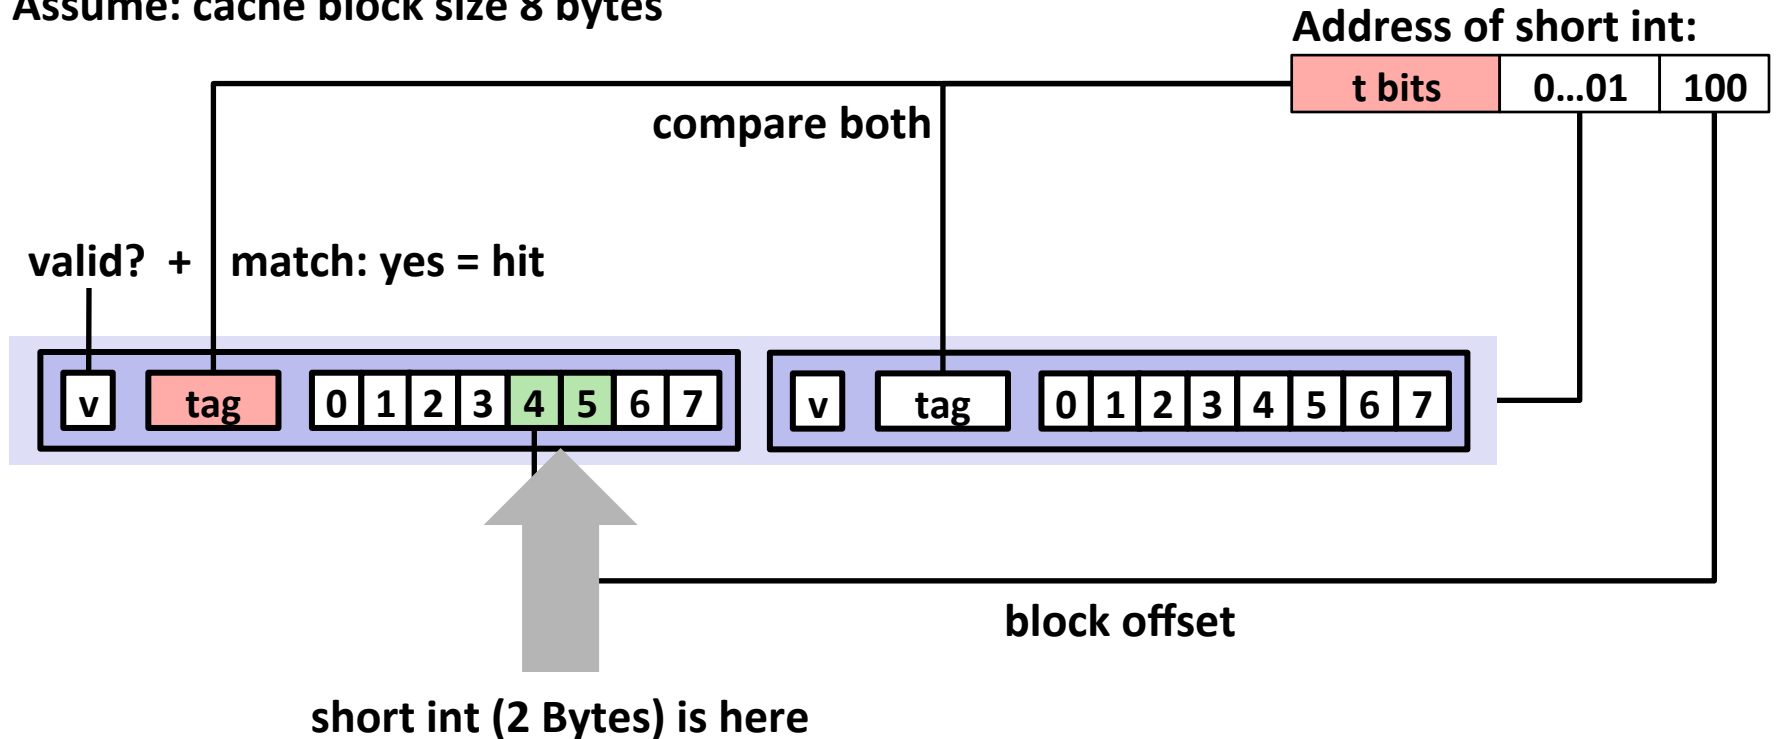 Assume: cache block size 8 bytes
Address of short int:
t bits 0...01 100
compare both
valid? + match: yes = hit
v tag 0 1 2 3 4 5 6 7 v tag 0 1 2 3 4 5 6 7
block offset
short int (2 Bytes) is here